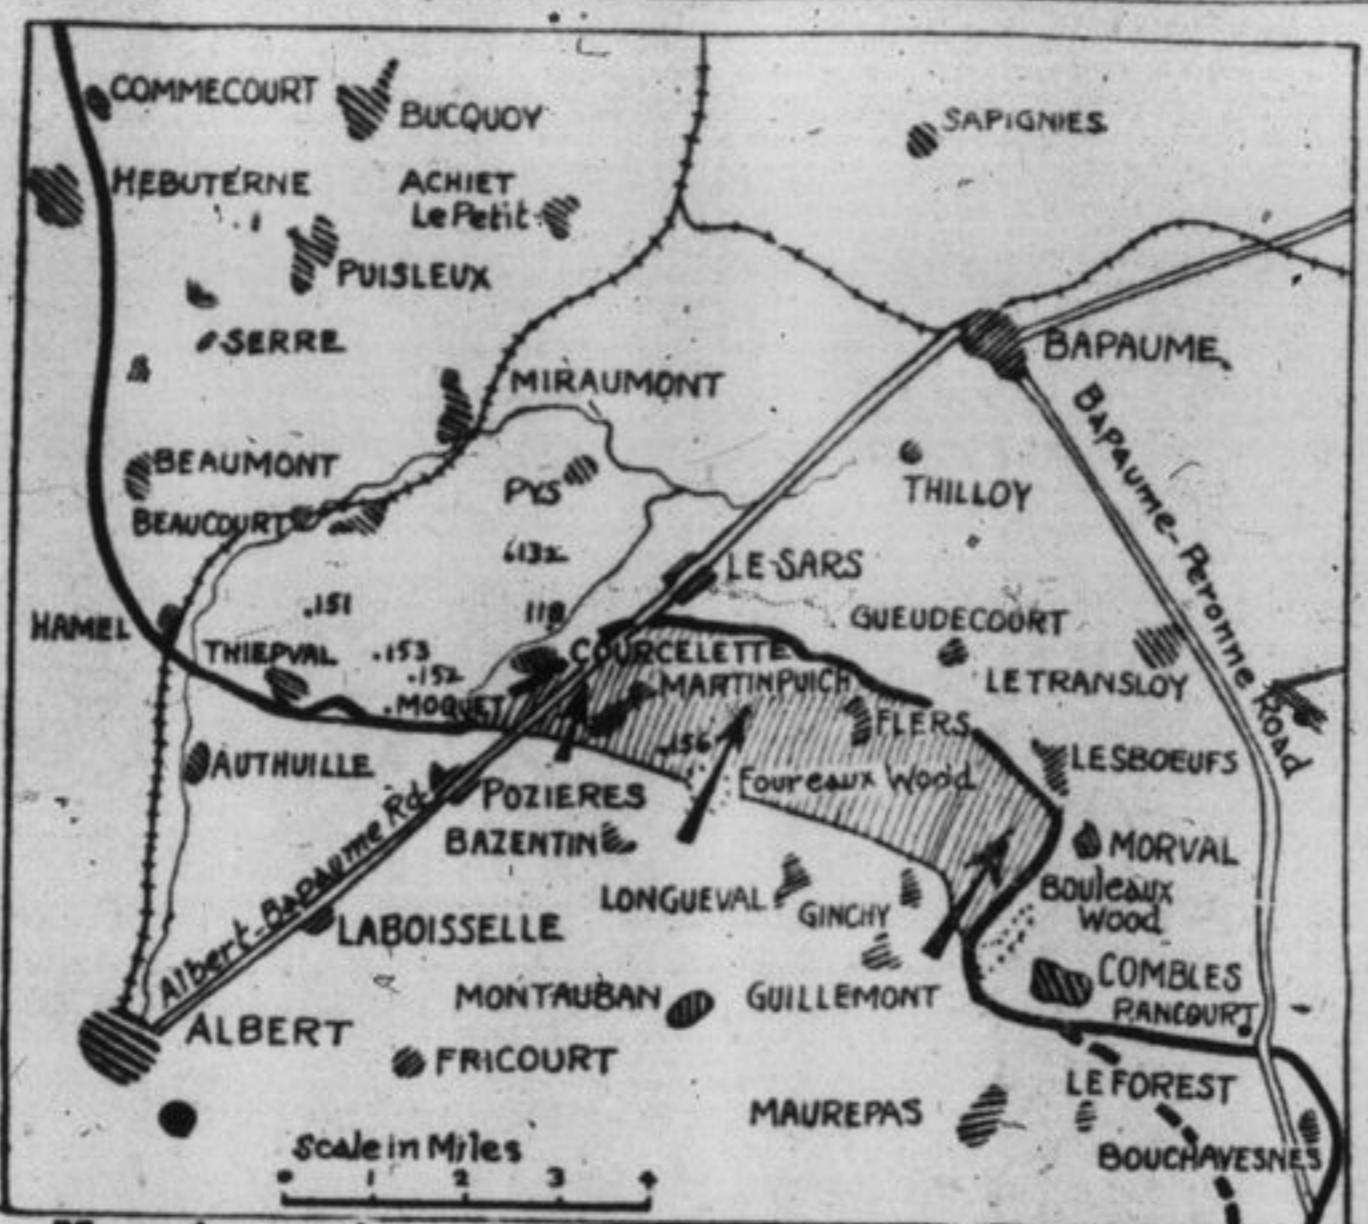 COMMECOURT
BUCQUOY
SAPIGNIES
HEBUTERNE
ACHIET
Le Petit
PUISLEUX
SERRE
BAPAUME
MIRAUMONT
BEAUMONT
PYS
THILLOY
Bapaume-Peronne Road
BEAUCOURT
LE SARS
.151
118
HAMEL
GUEUDECOURT
THIEPVAL
.153
COURCELETTE
.152
MARTINPUICH
LE TRANSLOY
.MOQUET
FLERS
.156
AUTHUILLE
LESBOEUFS
Foureaux Wood
POZIERES
BAZENTIN
MORVAL
Albert-Bapaume Rd
LONGUEVAL
GINCHY
Bouleaux
Wood
LABOISSELLE
COMBLES
MONTAUBAN
GUILLEMONT
RANCOURT
ALBERT
FRICOURT
LE FOREST
MAUREPAS
BOUCHAVESNES
Scale in Miles
0 1 2 3 4